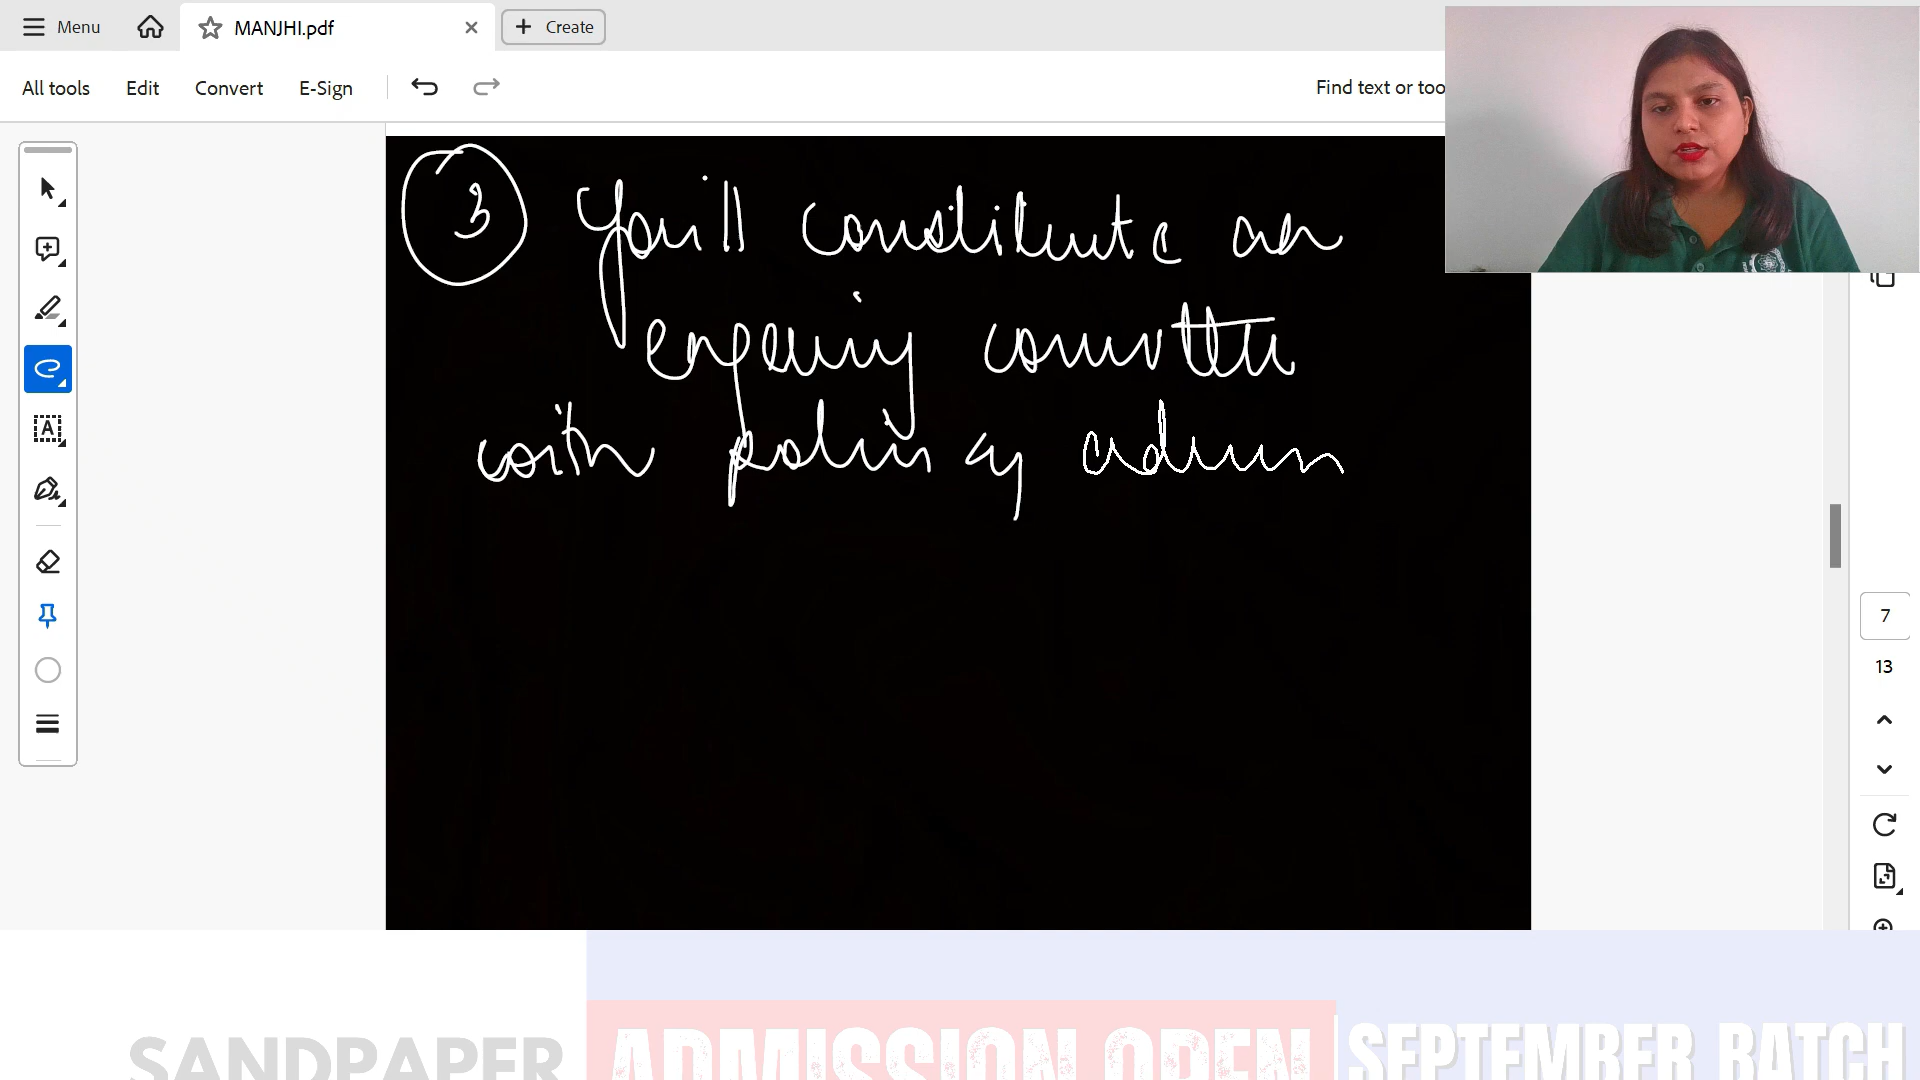 Menu
MANJHI.pdf
Create
All tools
Edit
Convert
E-Sign
Find text or too
3 You'll constitute an
enquiry committee
with police & admin
7
13
SANDPAPER
ADMISSION OPEN
SEPTEMBER BATCH